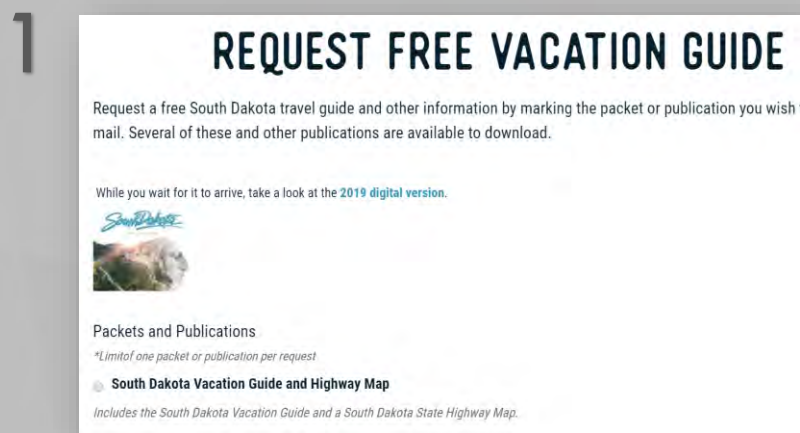 1
REQUEST FREE VACATION GUIDE
Request a free South Dakota travel guide and other information by marking the packet or publication you wish
mail. Several of these and other publications are available to download.
While you wait for it to arrive, take a look at the 2019 digital version.
South Dakota
Packets and Publications
*Limitof one packet or publication per request
South Dakota Vacation Guide and Highway Map
Includes the South Dakota Vacation Guide and a South Dakota State Highway Map.